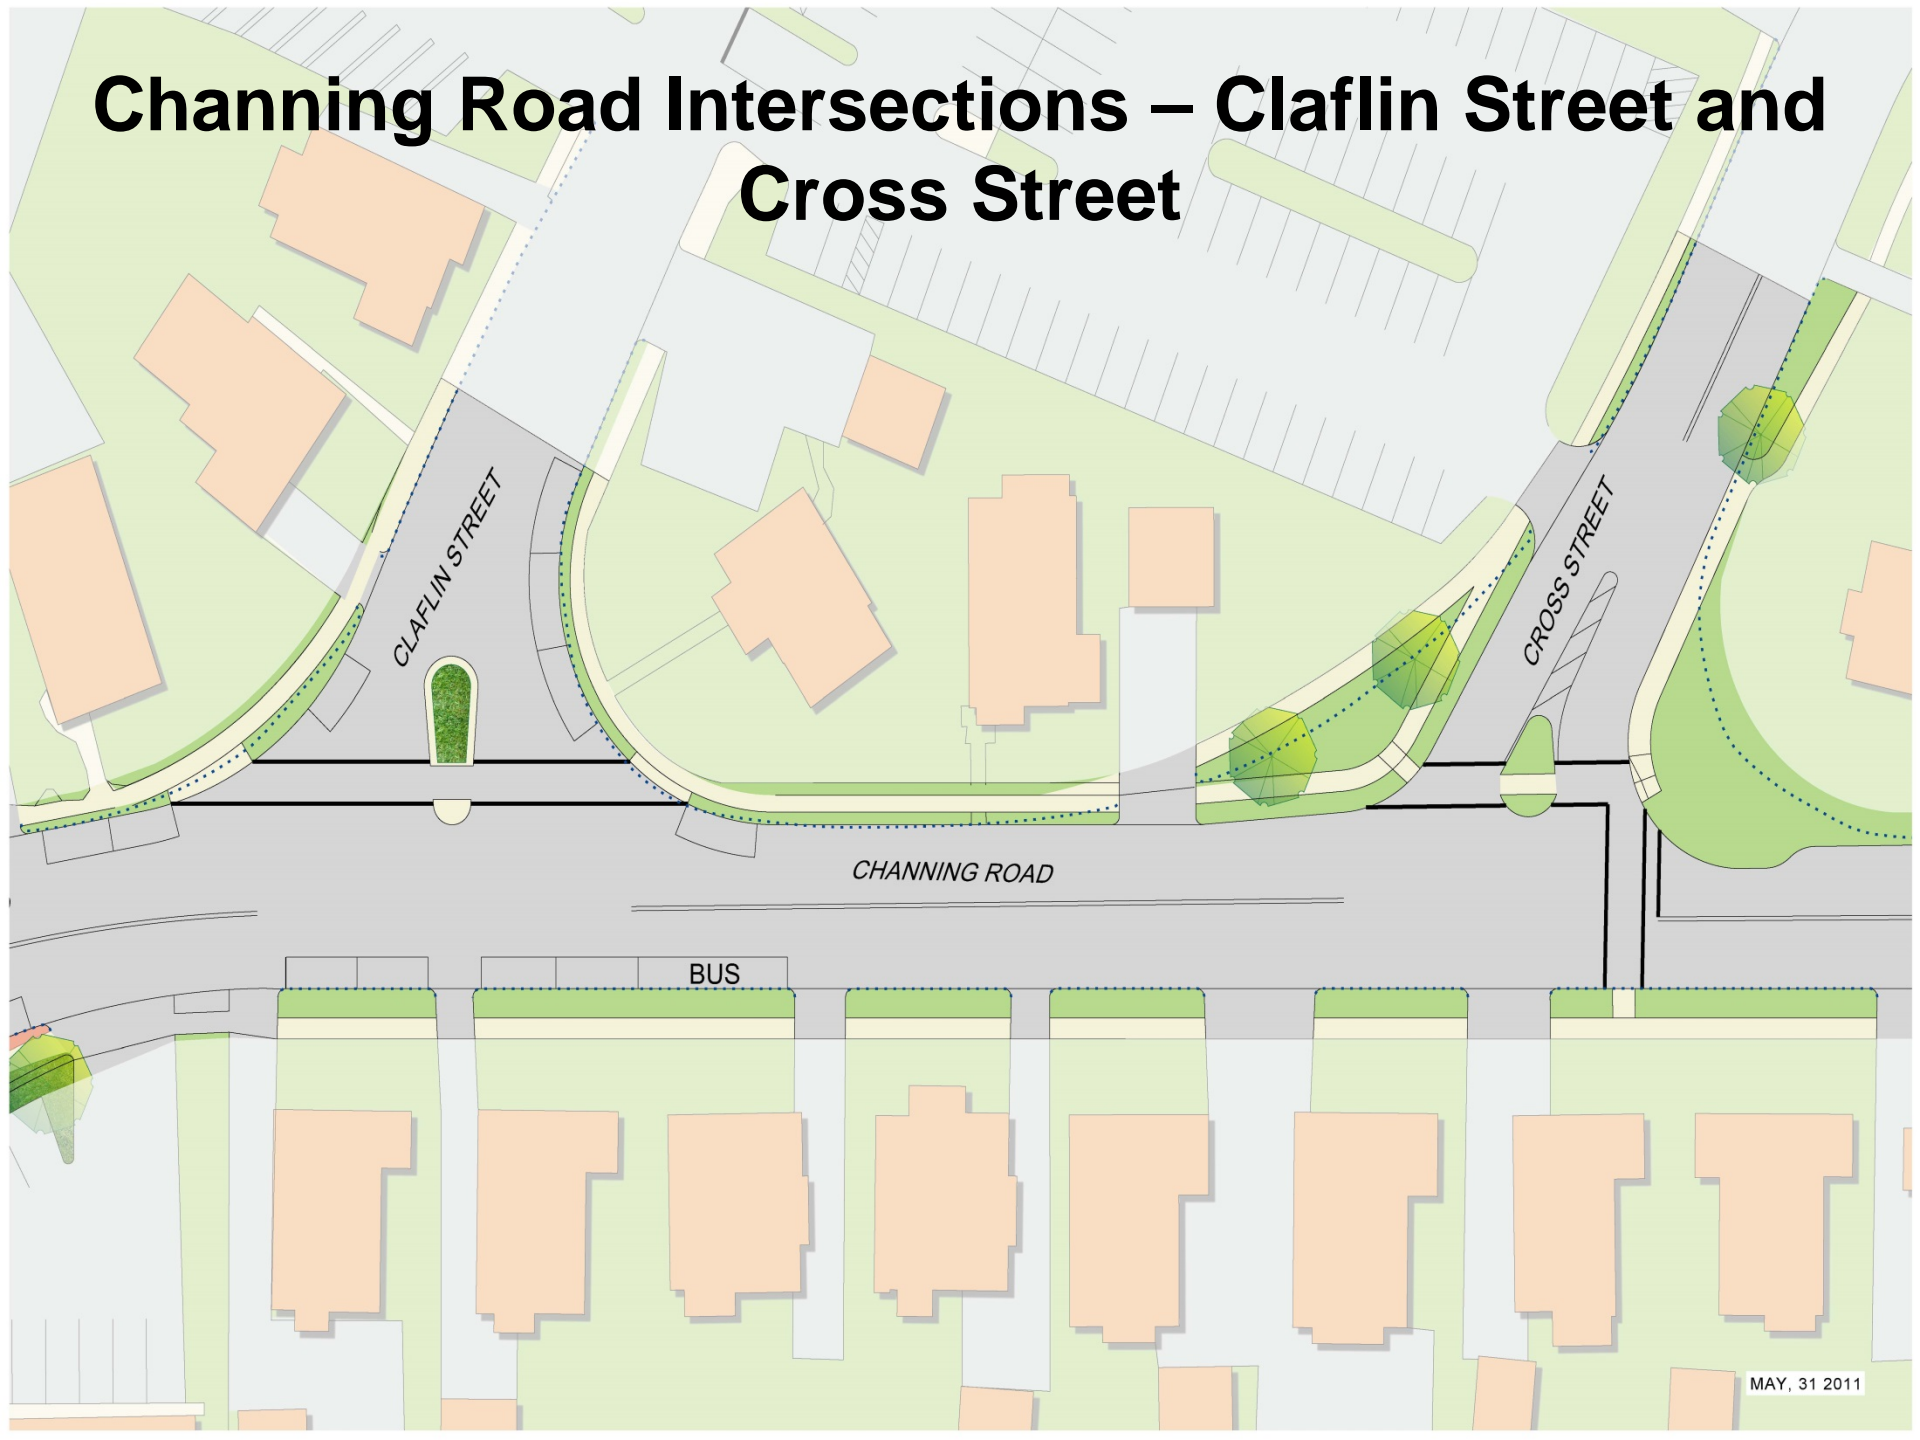 Channing Road Intersections – Claflin Street and
Cross Street
CLAFLIN STREET
CROSS STREET
CHANNING ROAD
BUS
MAY, 31 2011